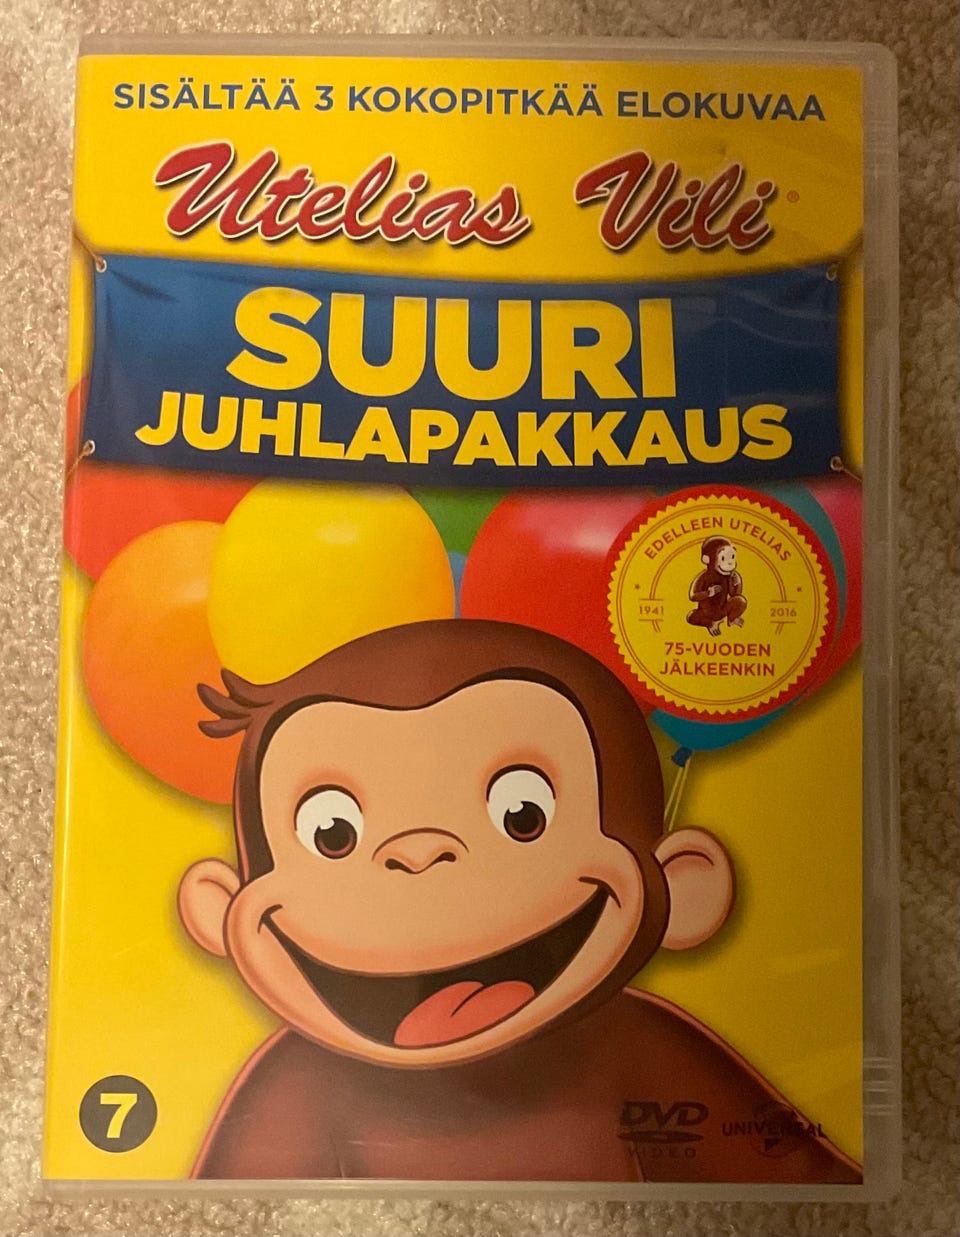 SISÄLTÄÄ 3 KOKOPITKÄÄ ELOKUVAA
Utelias Vili®
SUURI
JUHLAPAKKAUS
EDELLEEN UTELIAS
1941 2016
75-VUODEN
JÄLKEENKIN
7
DVD
VIDEO
UNIVERSAL